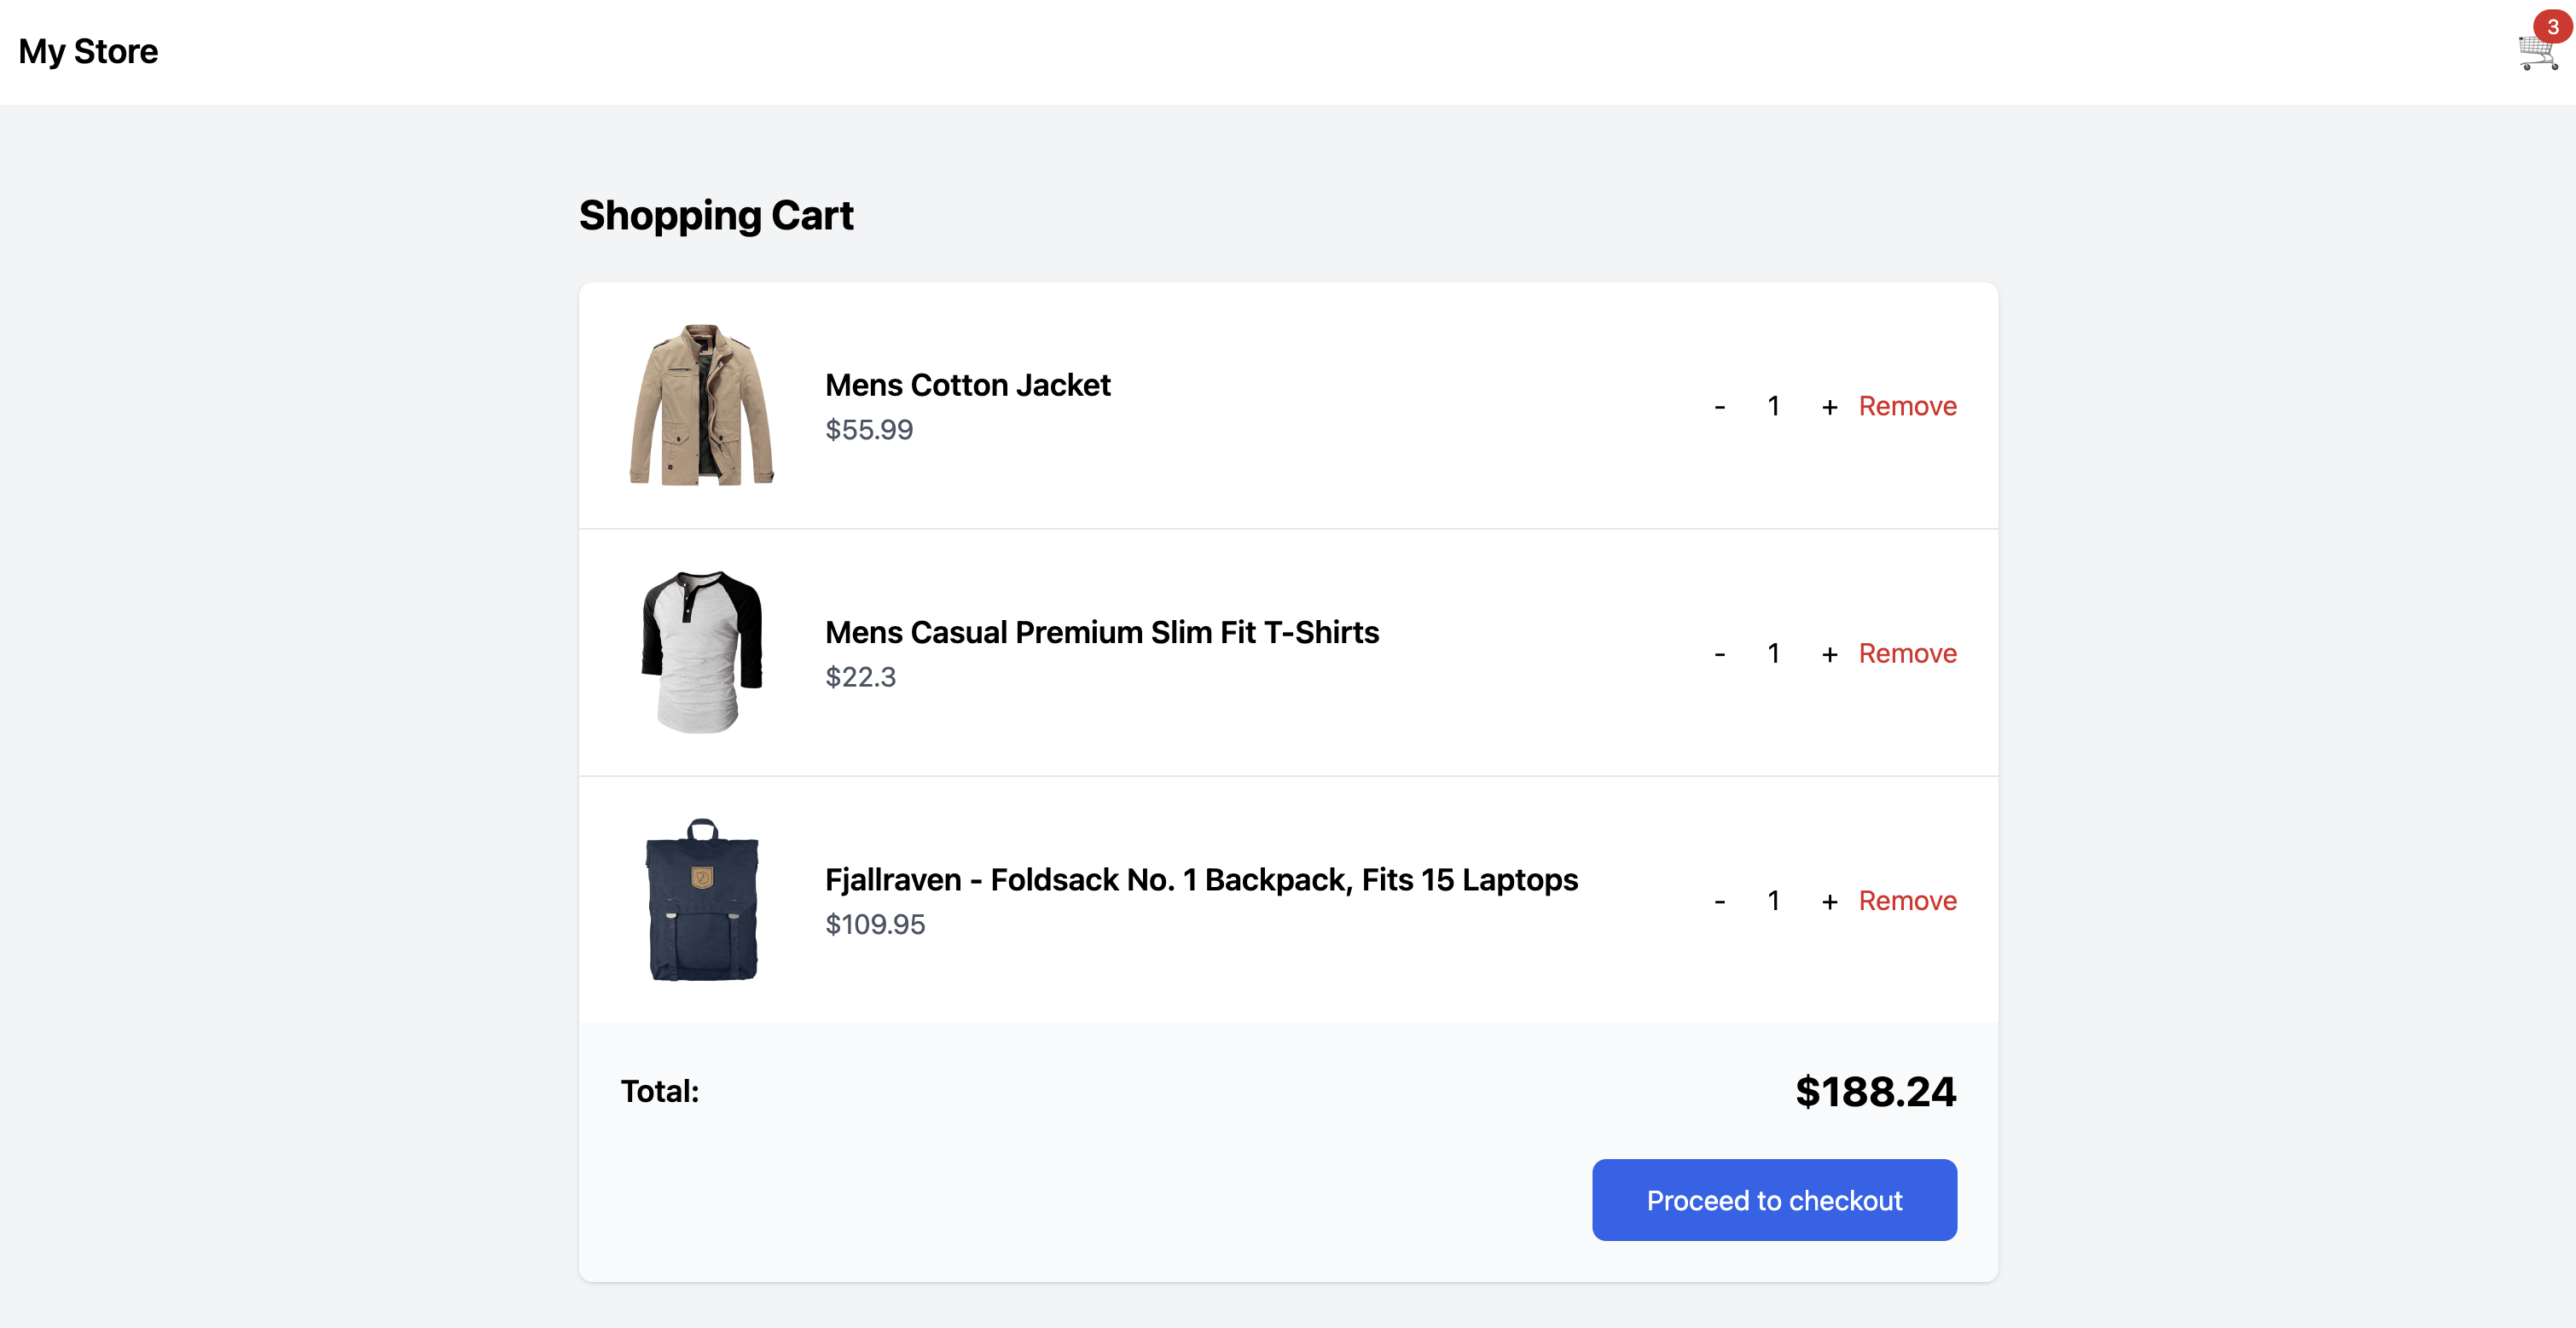 My Store
3
Shopping Cart
Mens Cotton Jacket
$55.99
- 1 + Remove
Mens Casual Premium Slim Fit T-Shirts
$22.3
- 1 + Remove
Fjallraven - Foldsack No. 1 Backpack, Fits 15 Laptops
$109.95
- 1 + Remove
Total: $188.24
Proceed to checkout